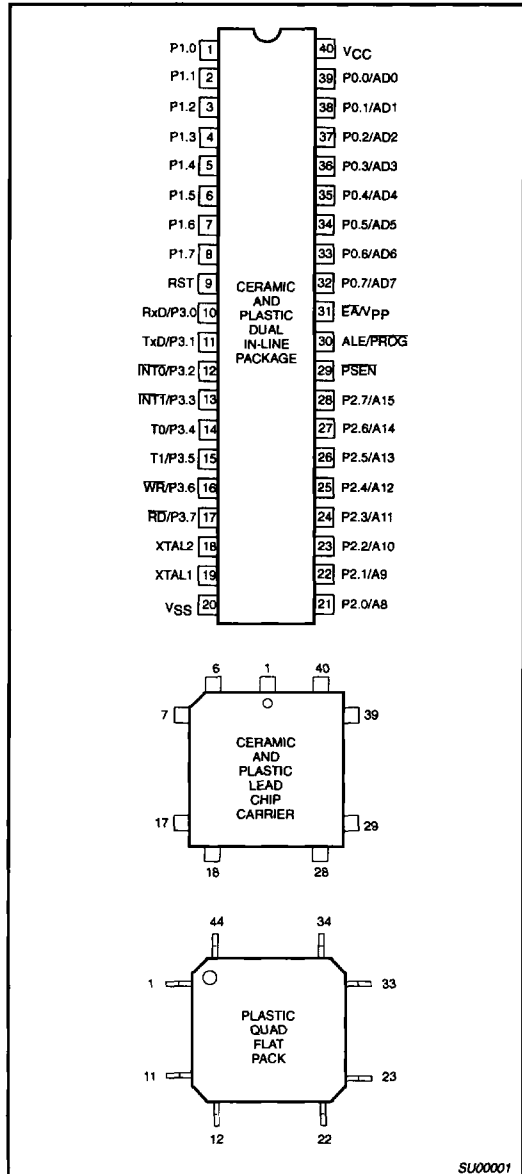 P1.0 1 40 VCC
P1.1 2 39 P0.0/AD0
P1.2 3 38 P0.1/AD1
P1.3 4 37 P0.2/AD2
P1.4 5 36 P0.3/AD3
P1.5 6 35 P0.4/AD4
P1.6 7 34 P0.5/AD5
P1.7 8 33 P0.6/AD6
RST 9 32 P0.7/AD7
RxD/P3.0 10 31 E̅A̅/VPP
TxD/P3.1 11 30 ALE/P̅R̅O̅G̅
I̅N̅T̅0̅/P3.2 12 29 P̅S̅E̅N̅
I̅N̅T̅1̅/P3.3 13 28 P2.7/A15
T0/P3.4 14 27 P2.6/A14
T1/P3.5 15 26 P2.5/A13
W̅R̅/P3.6 16 25 P2.4/A12
R̅D̅/P3.7 17 24 P2.3/A11
XTAL2 18 23 P2.2/A10
XTAL1 19 22 P2.1/A9
VSS 20 21 P2.0/A8
CERAMIC
AND
PLASTIC
DUAL
IN-LINE
PACKAGE
6 1 40
7 39
CERAMIC
AND
PLASTIC
LEAD
CHIP
CARRIER
17 29
18 28
44 34
1 33
PLASTIC
QUAD
FLAT
PACK
11 23
12 22
SU00001